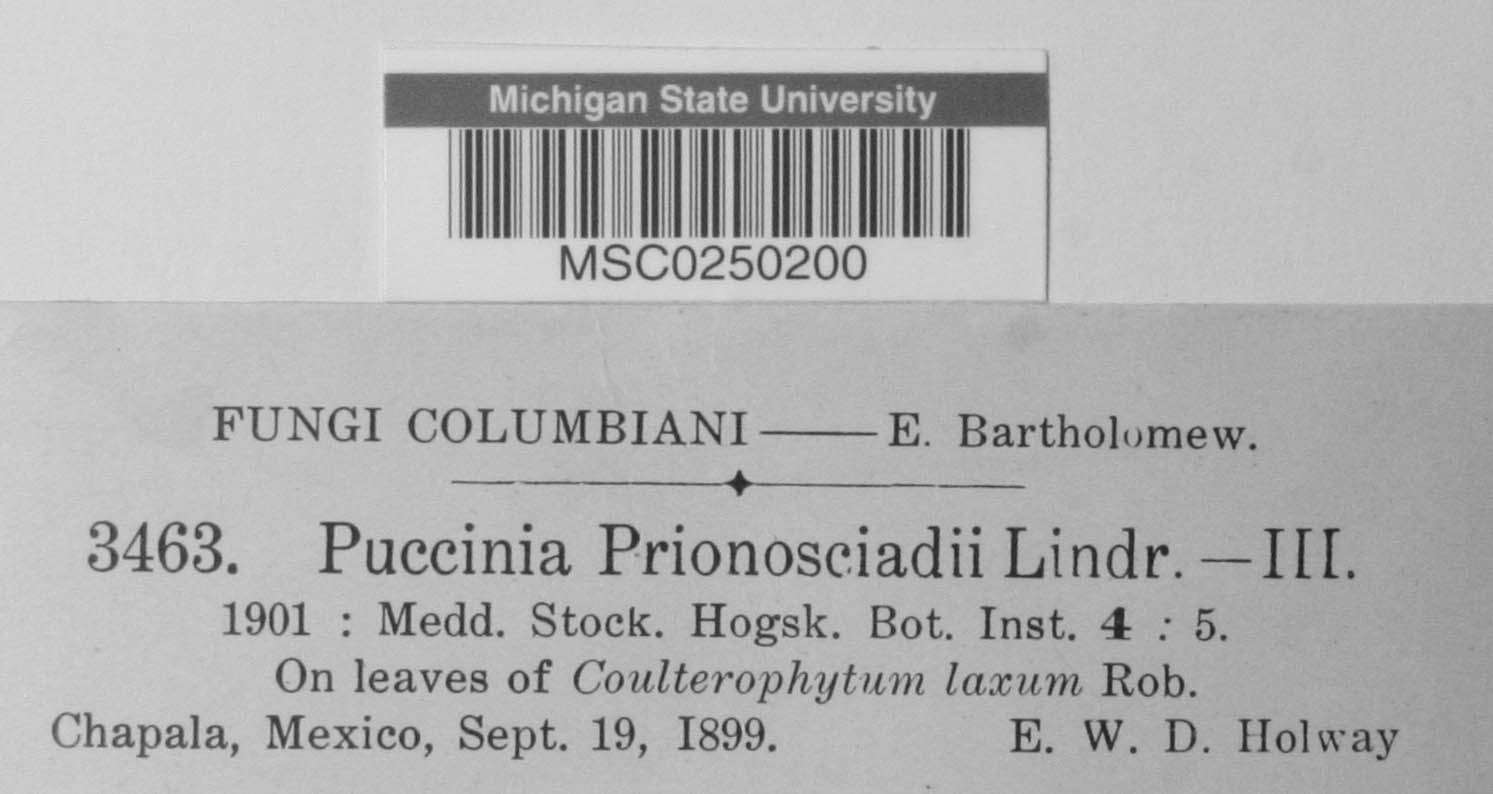 Michigan State University
MSC0250200
FUNGI COLUMBIANI — E. Bartholomew.
3463. Puccinia Prionosciadii Lindr. — III.
1901 : Medd. Stock. Hogsk. Bot. Inst. 4 : 5.
On leaves of Coulterophytum laxum Rob.
Chapala, Mexico, Sept. 19, 1899. E. W. D. Holway